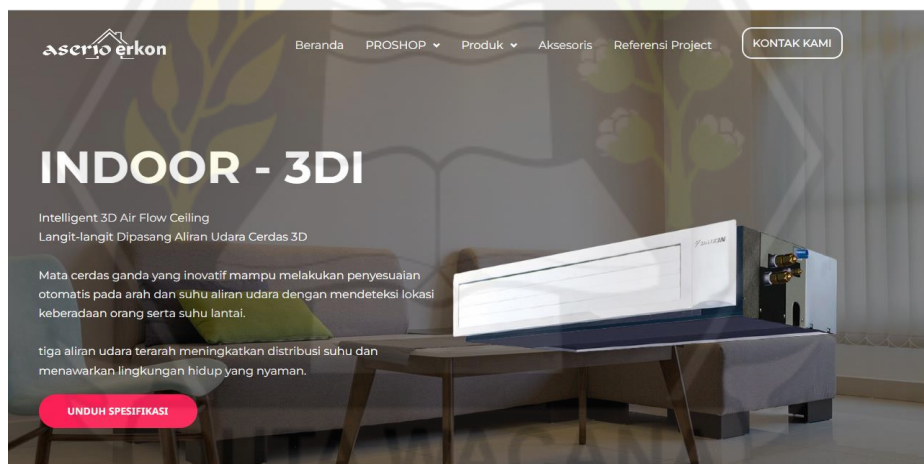 aserio erkon
Beranda PROSHOP Produk Aksesoris Referensi Project KONTAK KAMI
INDOOR - 3DI
Intelligent 3D Air Flow Ceiling
Langit-langit Dipasang Aliran Udara Cerdas 3D
Mata cerdas ganda yang inovatif mampu melakukan penyesuaian
otomatis pada arah dan suhu aliran udara dengan mendeteksi lokasi
keberadaan orang serta suhu lantai.
tiga aliran udara terarah meningkatkan distribusi suhu dan
menawarkan lingkungan hidup yang nyaman.
UNDUH SPESIFIKASI
DAIKIN
WACANA